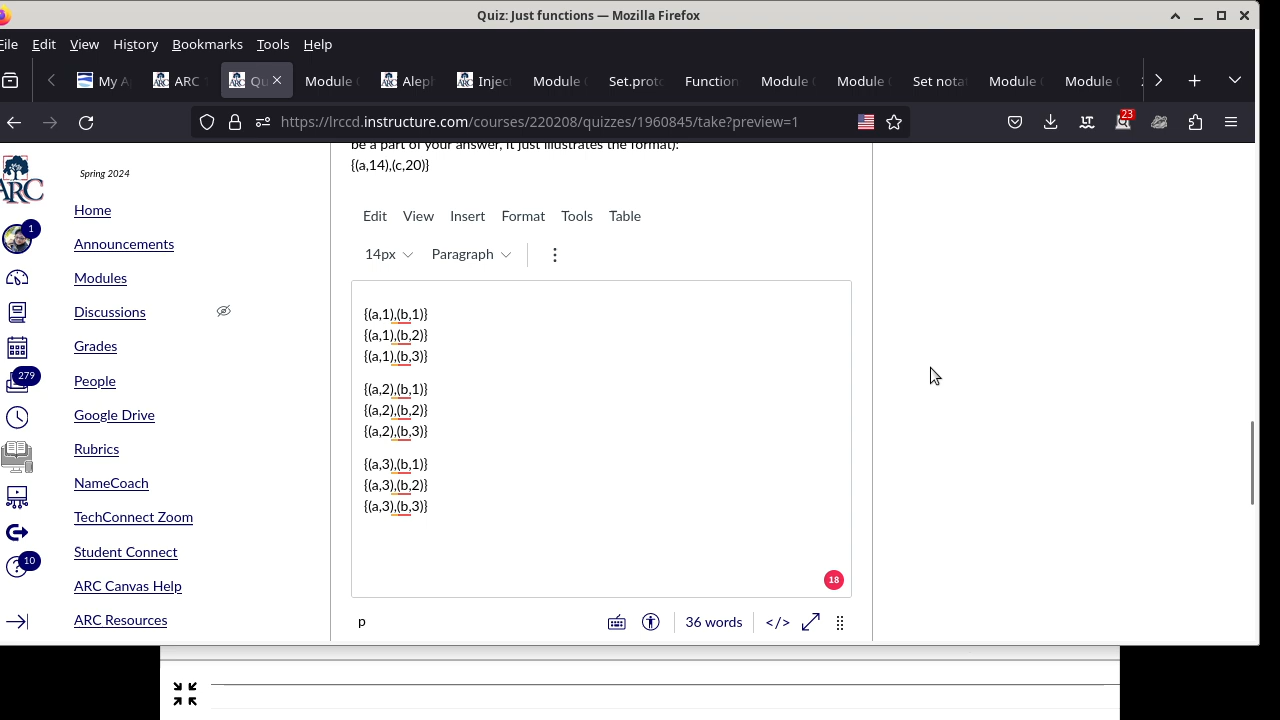 Quiz: Just functions — Mozilla Firefox
File Edit View History Bookmarks Tools Help
My A ARC Qu Module Aleph Inject Module Set.proto Function Module Module Set notat Module Module
https://lrccd.instructure.com/courses/220208/quizzes/1960845/take?preview=1
23
be a part of your answer, it just illustrates the format):
{(a,14),(c,20)}
ARC
Spring 2024
1
Home
Announcements
Modules
Discussions
Grades
279
People
Google Drive
Rubrics
NameCoach
TechConnect Zoom
Student Connect
10
ARC Canvas Help
ARC Resources
Edit View Insert Format Tools Table
14px Paragraph
{(a,1),(b,1)}
{(a,1),(b,2)}
{(a,1),(b,3)}
{(a,2),(b,1)}
{(a,2),(b,2)}
{(a,2),(b,3)}
{(a,3),(b,1)}
{(a,3),(b,2)}
{(a,3),(b,3)}
18
p
36 words
</>